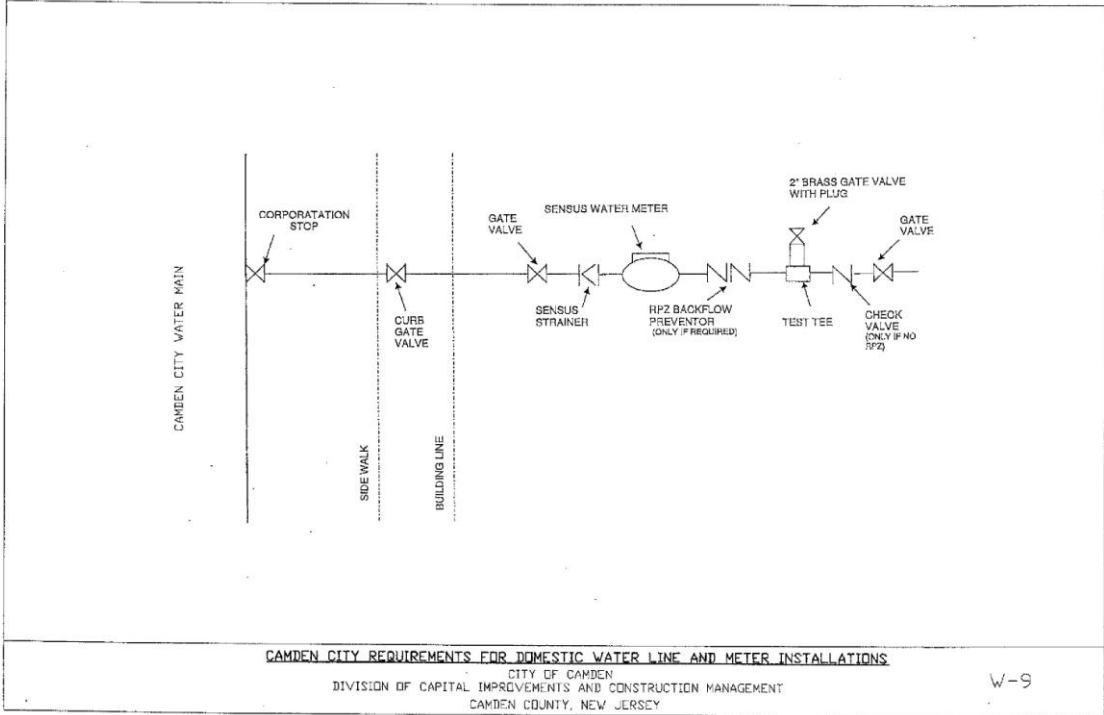 CORPORATATION
STOP
GATE
VALVE
SENSUS WATER METER
2" BRASS GATE VALVE
WITH PLUG
GATE
VALVE
CAMDEN CITY WATER MAIN
CURB
GATE
VALVE
SENSUS
STRAINER
RPZ BACKFLOW
PREVENTOR
(ONLY IF REQUIRED)
TEST TEE
CHECK
VALVE
(ONLY IF NO
RPZ)
SIDE WALK
BUILDING LINE
CAMDEN CITY REQUIREMENTS FOR DOMESTIC WATER LINE AND METER INSTALLATIONS
CITY OF CAMDEN
DIVISION OF CAPITAL IMPROVEMENTS AND CONSTRUCTION MANAGEMENT
CAMDEN COUNTY, NEW JERSEY
W-9